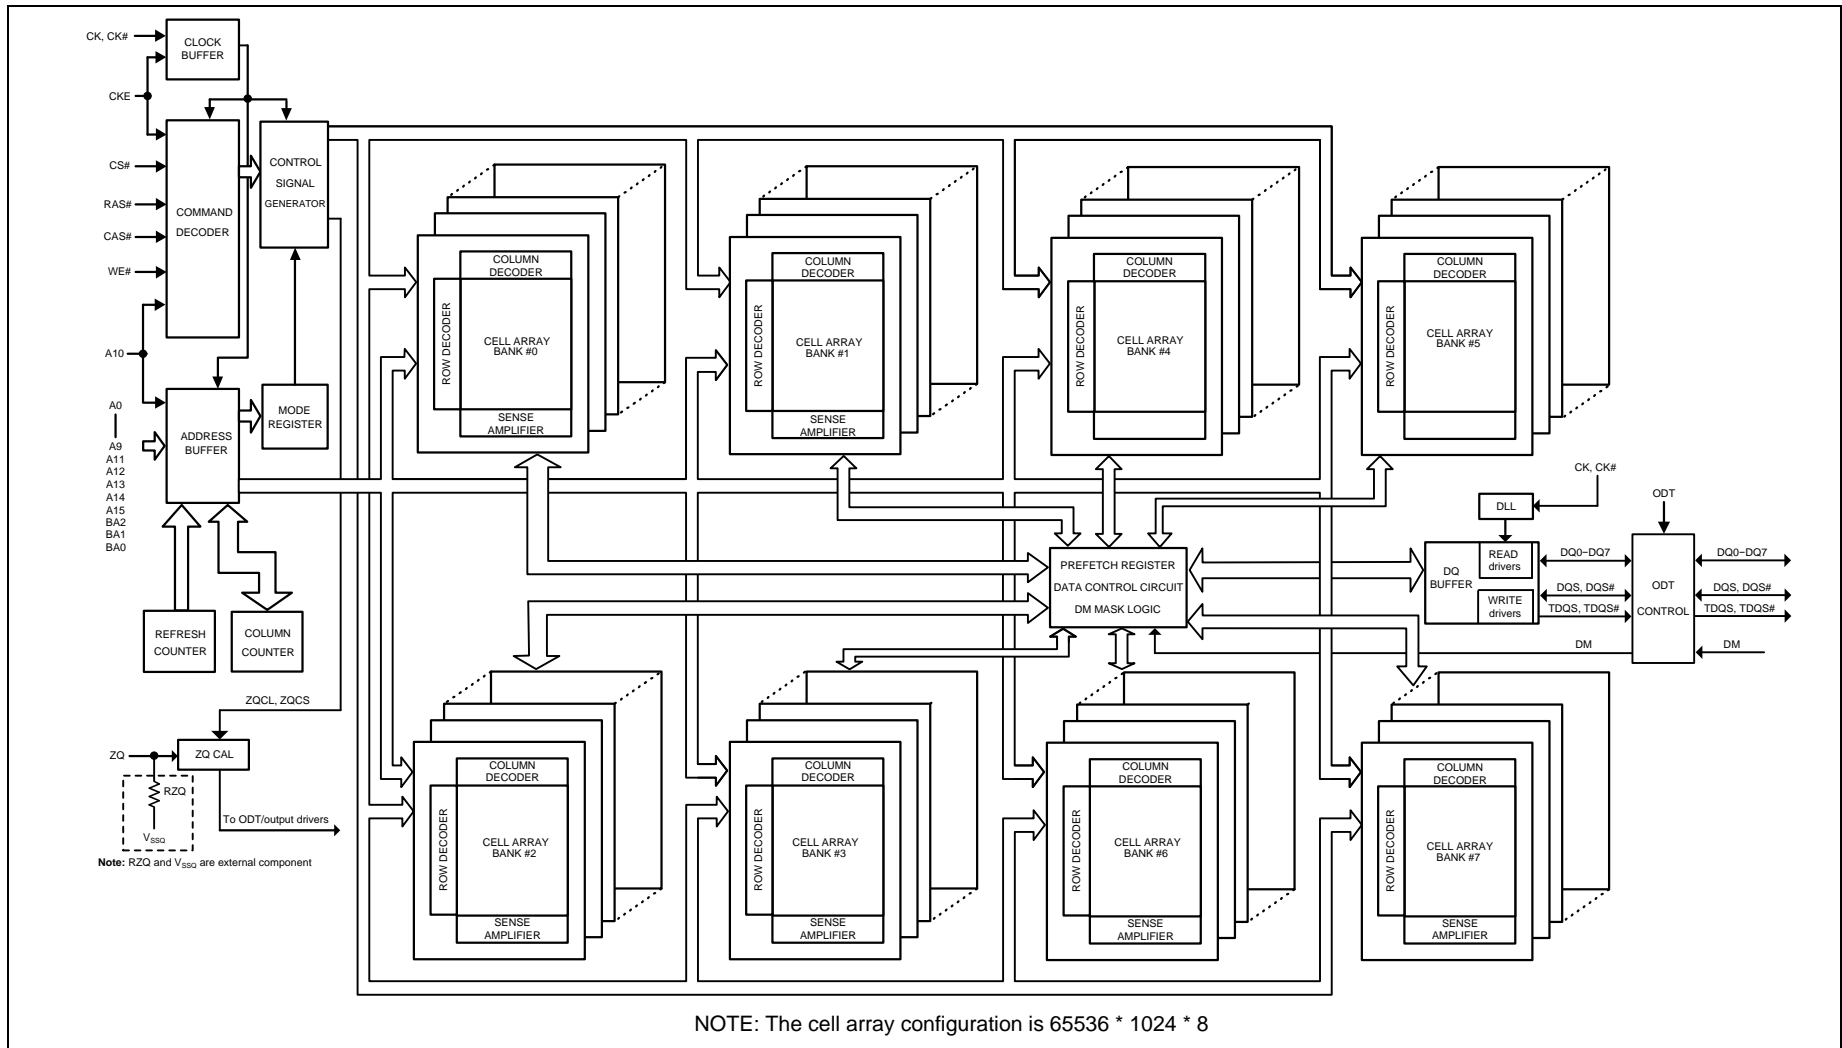 CK, CK#
CLOCK
BUFFER
CKE
CS#
RAS#
CAS#
WE#
COMMAND
DECODER
CONTROL
SIGNAL
GENERATOR
A10
A0
A9
A11
A12
A13
A14
A15
BA2
BA1
BA0
ADDRESS
BUFFER
MODE
REGISTER
REFRESH
COUNTER
COLUMN
COUNTER
ZQCL, ZQCS
ZQ
ZQ CAL
RZQ
VSSQ
To ODT/output drivers
Note: RZQ and VSSQ are external component
COLUMN
DECODER
ROW DECODER
CELL ARRAY
BANK #0
SENSE
AMPLIFIER
COLUMN
DECODER
ROW DECODER
CELL ARRAY
BANK #1
SENSE
AMPLIFIER
COLUMN
DECODER
ROW DECODER
CELL ARRAY
BANK #4
COLUMN
DECODER
ROW DECODER
CELL ARRAY
BANK #5
PREFETCH REGISTER
DATA CONTROL CIRCUIT
DM MASK LOGIC
CK, CK#
DLL
ODT
DQ
BUFFER
READ
drivers
WRITE
drivers
DQ0−DQ7
DQS, DQS#
TDQS, TDQS#
DM
ODT
CONTROL
DQ0−DQ7
DQS, DQS#
TDQS, TDQS#
DM
COLUMN
DECODER
ROW DECODER
CELL ARRAY
BANK #2
SENSE
AMPLIFIER
COLUMN
DECODER
ROW DECODER
CELL ARRAY
BANK #3
SENSE
AMPLIFIER
COLUMN
DECODER
ROW DECODER
CELL ARRAY
BANK #6
SENSE
AMPLIFIER
COLUMN
DECODER
ROW DECODER
CELL ARRAY
BANK #7
SENSE
AMPLIFIER
NOTE: The cell array configuration is 65536 * 1024 * 8